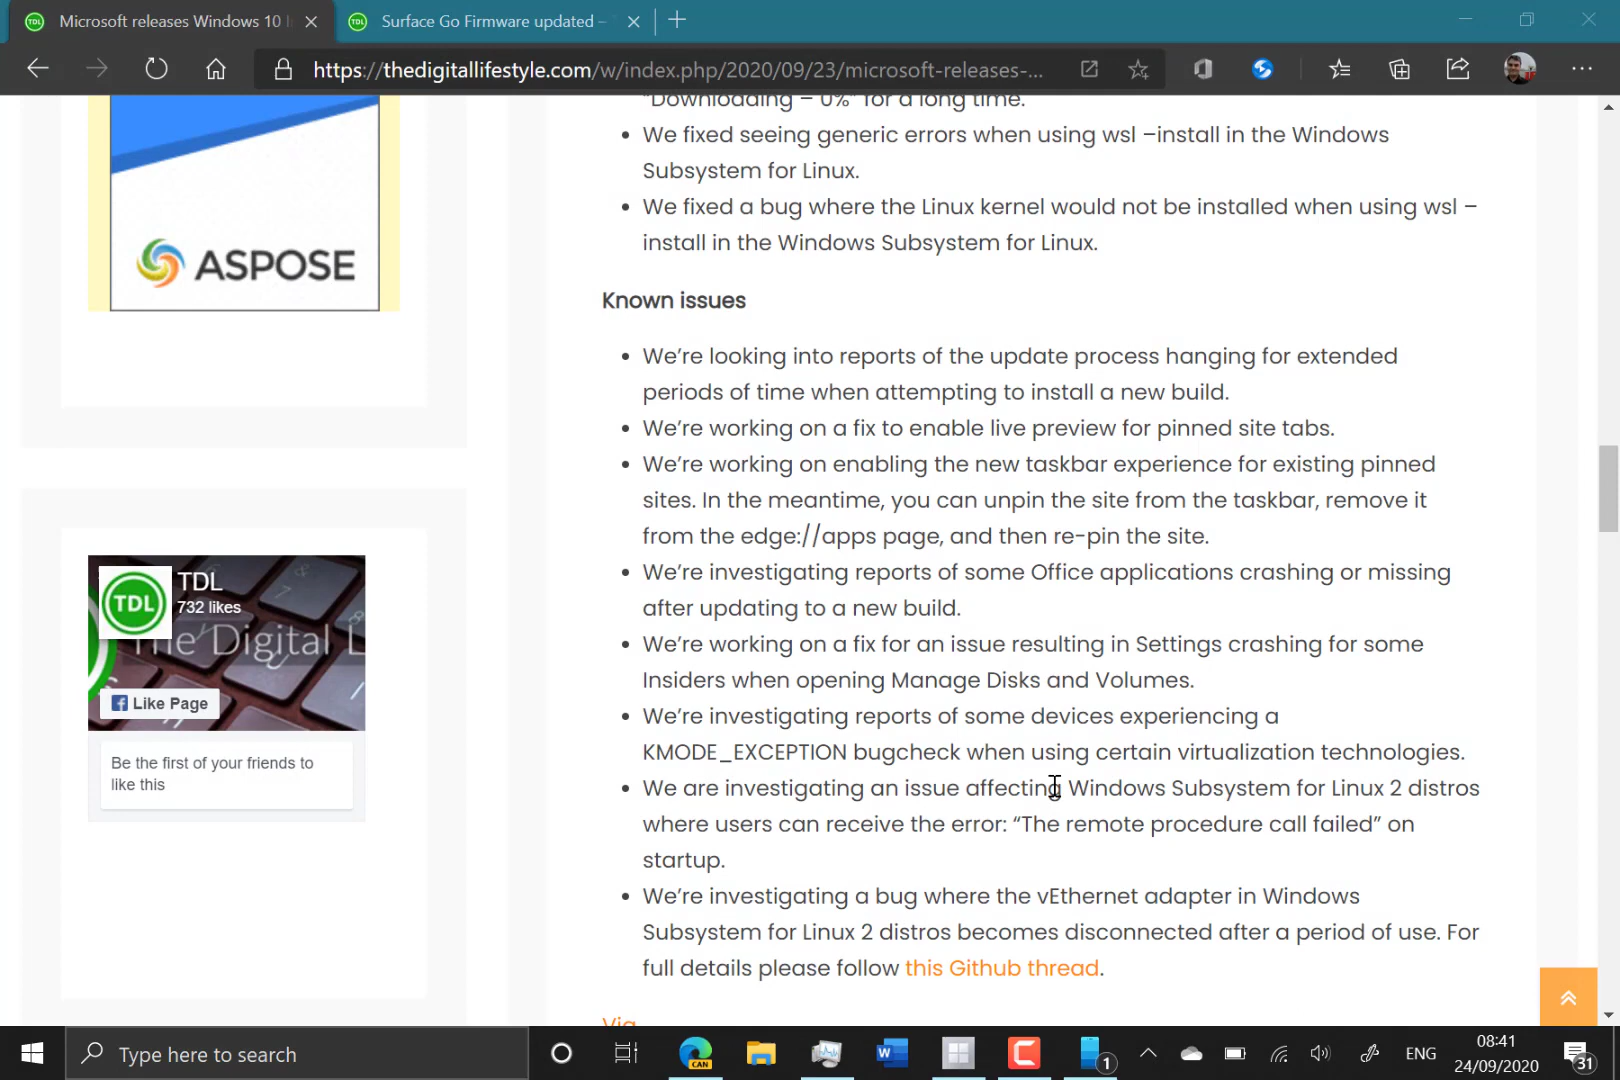 Microsoft releases Windows 10
Surface Go Firmware updated –
https://thedigitallifestyle.com/w/index.php/2020/09/23/microsoft-releases-...
"Downloading – 0%" for a long time.
We fixed seeing generic errors when using wsl –install in the Windows
Subsystem for Linux.
We fixed a bug where the Linux kernel would not be installed when using wsl –
install in the Windows Subsystem for Linux.
ASPOSE
Known issues
We're looking into reports of the update process hanging for extended
periods of time when attempting to install a new build.
We're working on a fix to enable live preview for pinned site tabs.
We're working on enabling the new taskbar experience for existing pinned
sites. In the meantime, you can unpin the site from the taskbar, remove it
from the edge://apps page, and then re-pin the site.
We're investigating reports of some Office applications crashing or missing
after updating to a new build.
We're working on a fix for an issue resulting in Settings crashing for some
Insiders when opening Manage Disks and Volumes.
We're investigating reports of some devices experiencing a
KMODE_EXCEPTION bugcheck when using certain virtualization technologies.
We are investigating an issue affecting Windows Subsystem for Linux 2 distros
where users can receive the error: “The remote procedure call failed” on
startup.
We're investigating a bug where the vEthernet adapter in Windows
Subsystem for Linux 2 distros becomes disconnected after a period of use. For
full details please follow this Github thread.
Via
TDL
TDL
732 likes
The Digital L
Like Page
Be the first of your friends to
like this
Type here to search
CAN
W
1
ENG
08:41
24/09/2020
31